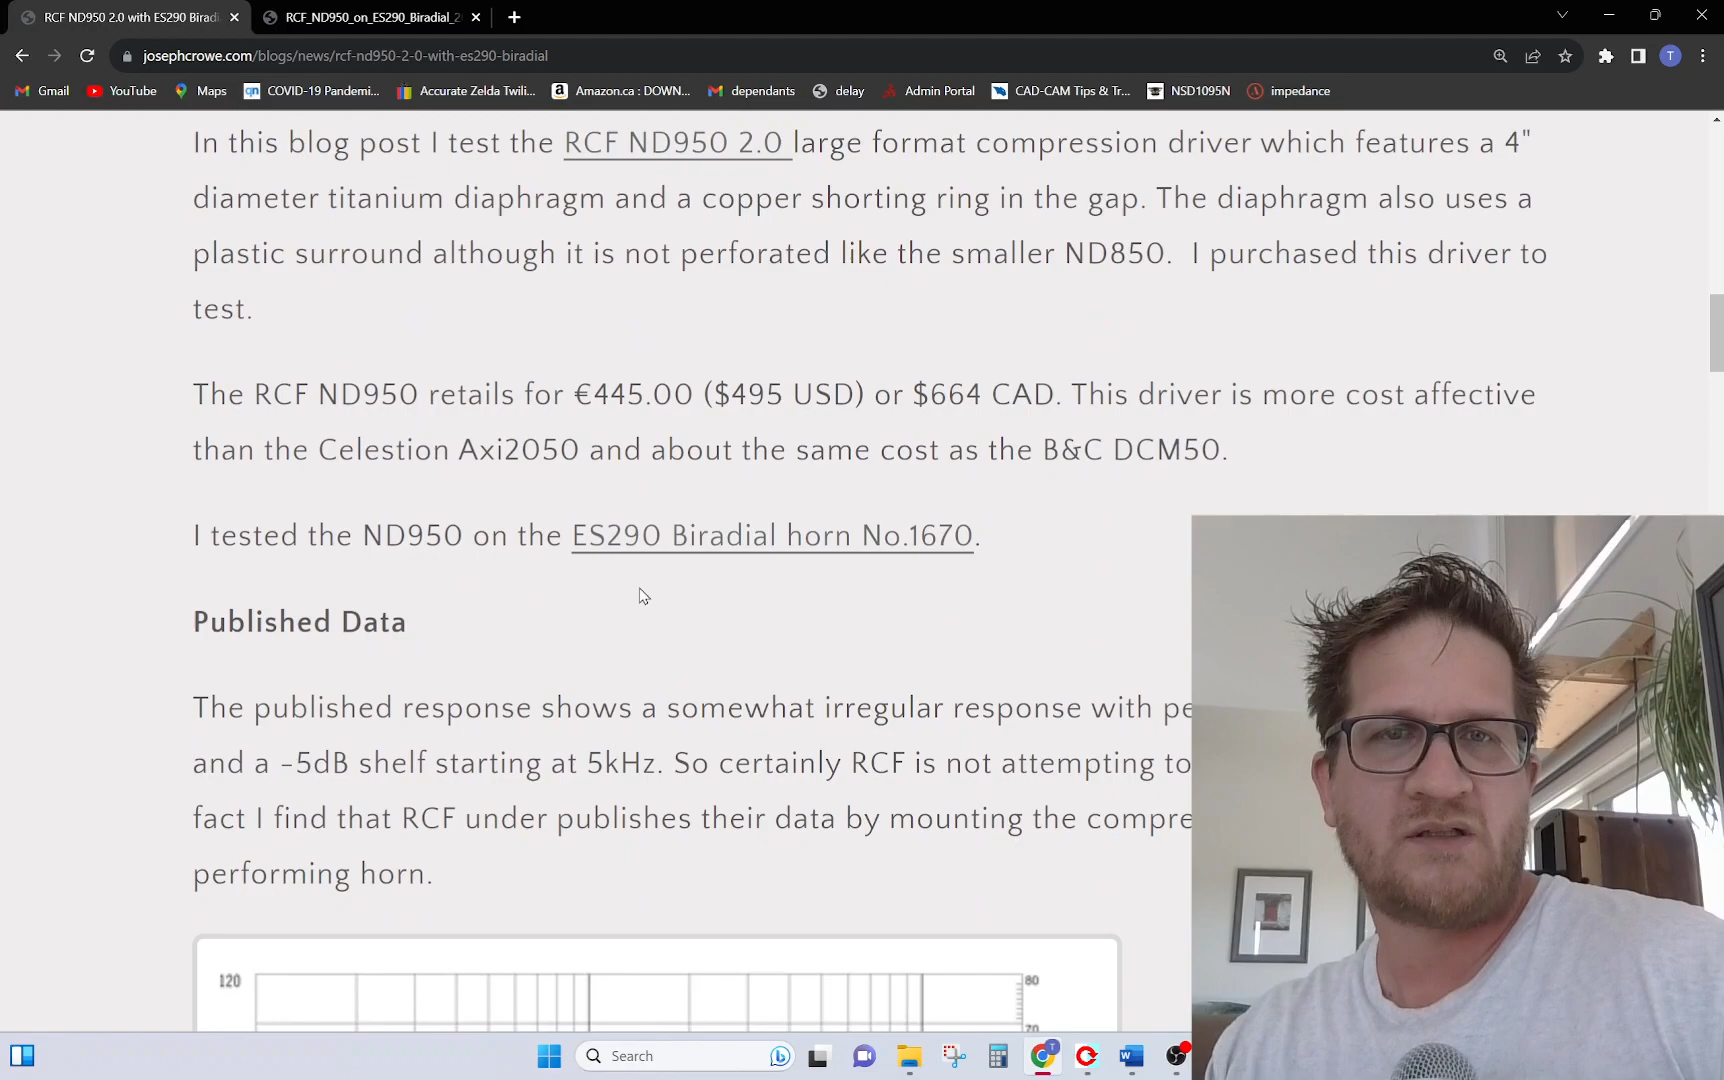 RCF ND950 2.0 with ES290 Biradi
RCF_ND950_on_ES290_Biradial_2
josephcrowe.com/blogs/news/rcf-nd950-2-0-with-es290-biradial
T
Gmail
YouTube
Maps
qn
COVID-19 Pandemi...
Accurate Zelda Twili...
Amazon.ca : DOWN...
dependants
delay
Admin Portal
CAD-CAM Tips & Tr...
NSD1095N
impedance
In this blog post I test the RCF ND950 2.0 large format compression driver which features a 4"
diameter titanium diaphragm and a copper shorting ring in the gap. The diaphragm also uses a
plastic surround although it is not perforated like the smaller ND850. I purchased this driver to
test.
The RCF ND950 retails for €445.00 ($495 USD) or $664 CAD. This driver is more cost affective
than the Celestion Axi2050 and about the same cost as the B&C DCM50.
I tested the ND950 on the ES290 Biradial horn No.1670.
Published Data
The published response shows a somewhat irregular response with pe
and a -5dB shelf starting at 5kHz. So certainly RCF is not attempting to
fact I find that RCF under publishes their data by mounting the compre
performing horn.
120
80
70
Search